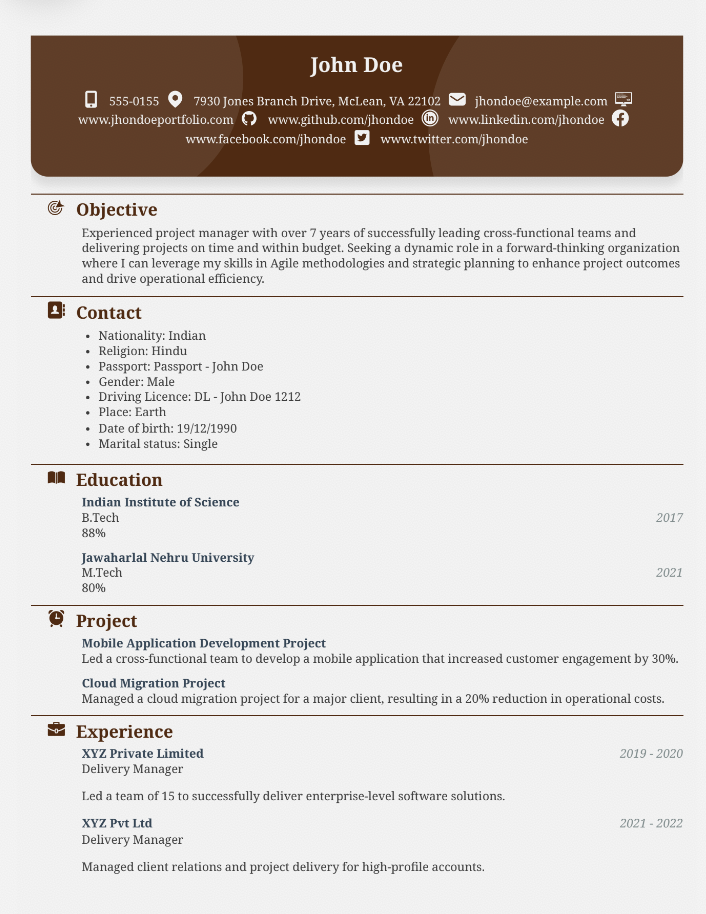 John Doe
555-0155 7930 Jones Branch Drive, McLean, VA 22102 jhondoe@example.com
www.jhondoeportfolio.com www.github.com/jhondoe www.linkedin.com/jhondoe
www.facebook.com/jhondoe www.twitter.com/jhondoe
Objective
Experienced project manager with over 7 years of successfully leading cross-functional teams and
delivering projects on time and within budget. Seeking a dynamic role in a forward-thinking organization
where I can leverage my skills in Agile methodologies and strategic planning to enhance project outcomes
and drive operational efficiency.
Contact
• Nationality: Indian
• Religion: Hindu
• Passport: Passport - John Doe
• Gender: Male
• Driving Licence: DL - John Doe 1212
• Place: Earth
• Date of birth: 19/12/1990
• Marital status: Single
Education
Indian Institute of Science
B.Tech 2017
88%
Jawaharlal Nehru University
M.Tech 2021
80%
Project
Mobile Application Development Project
Led a cross-functional team to develop a mobile application that increased customer engagement by 30%.
Cloud Migration Project
Managed a cloud migration project for a major client, resulting in a 20% reduction in operational costs.
Experience
XYZ Private Limited 2019 - 2020
Delivery Manager
Led a team of 15 to successfully deliver enterprise-level software solutions.
XYZ Pvt Ltd 2021 - 2022
Delivery Manager
Managed client relations and project delivery for high-profile accounts.